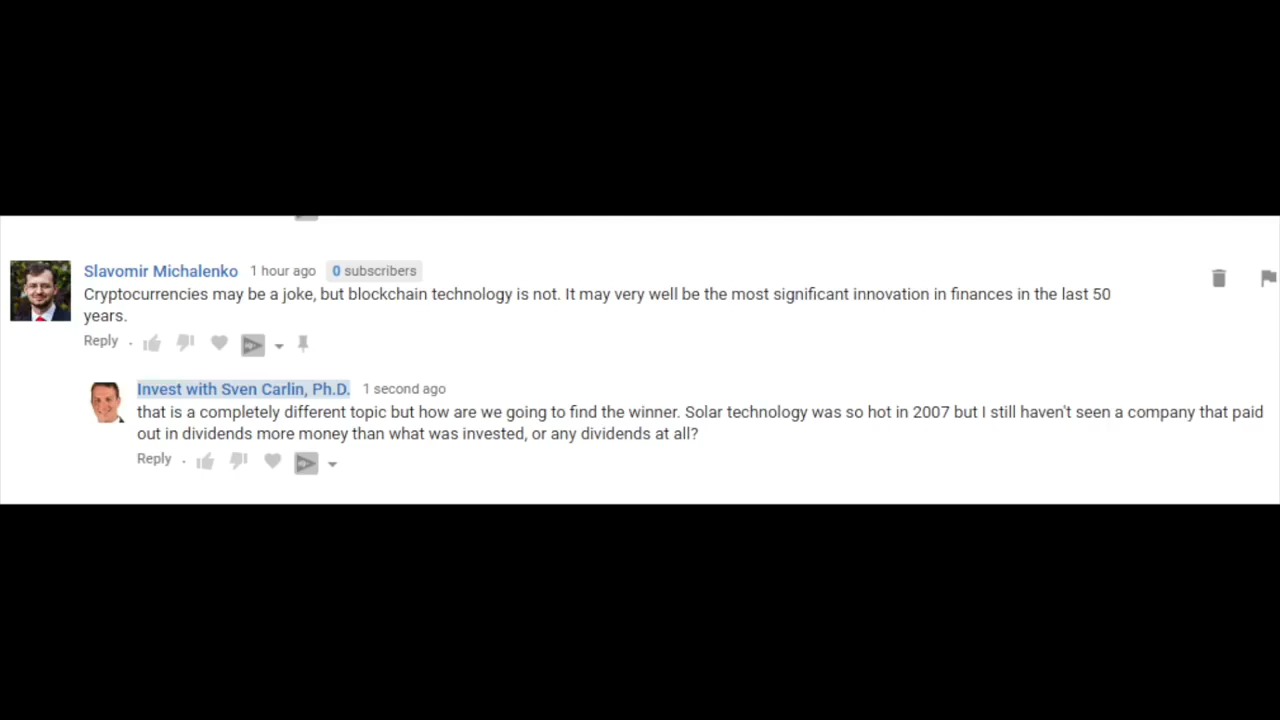 Slavomir Michalenko 1 hour ago 0 subscribers
Cryptocurrencies may be a joke, but blockchain technology is not. It may very well be the most significant innovation in finances in the last 50
years.
Reply
Invest with Sven Carlin, Ph.D. 1 second ago
that is a completely different topic but how are we going to find the winner. Solar technology was so hot in 2007 but I still haven't seen a company that paid
out in dividends more money than what was invested, or any dividends at all?
Reply